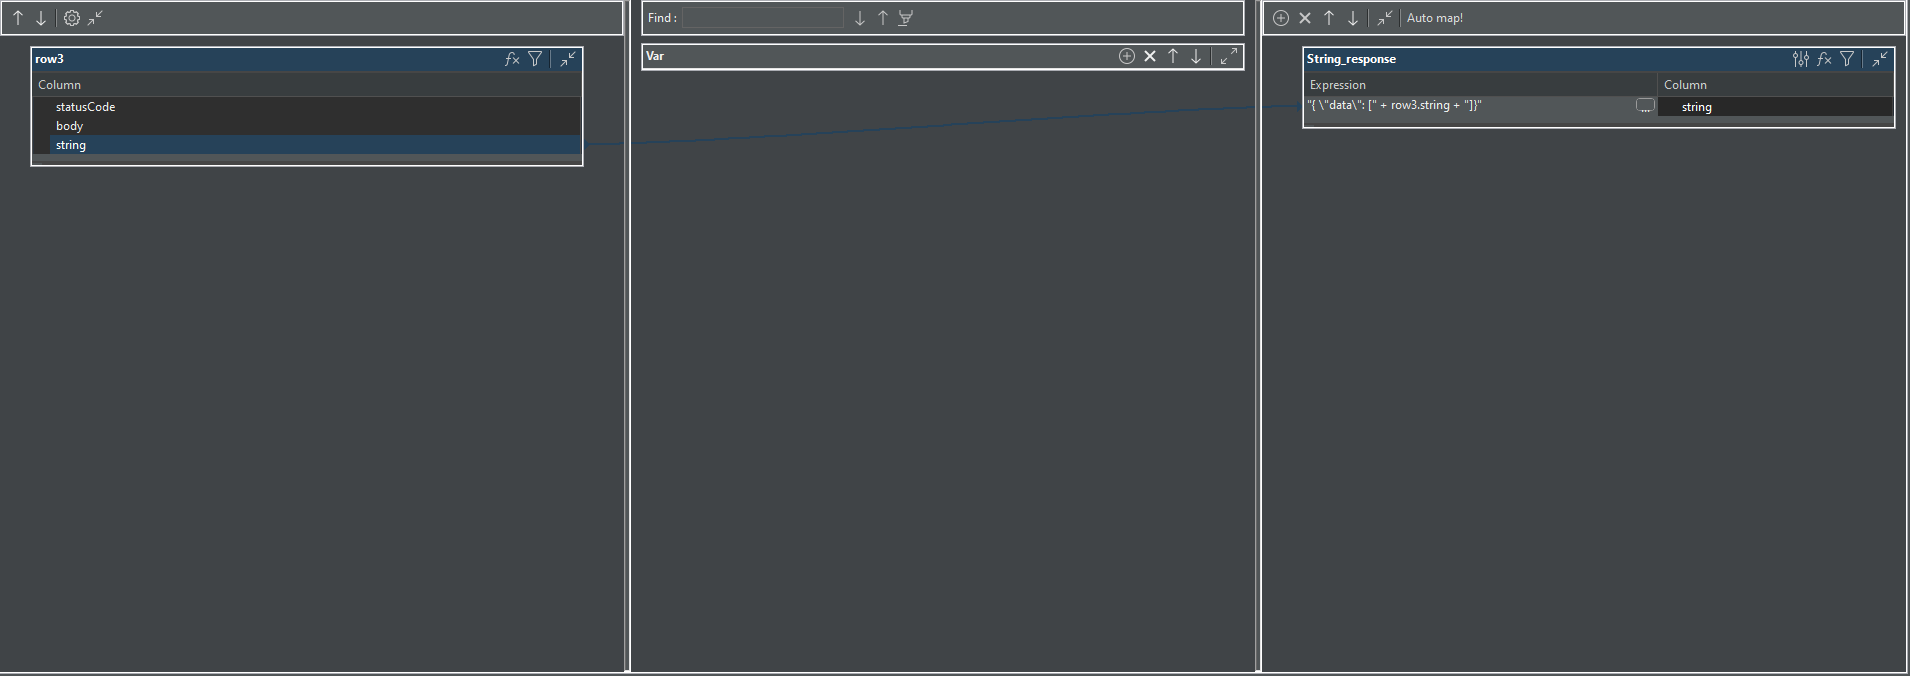 row3
Column
statusCode
body
string
Find :
Var
Auto map!
String_response
Expression
Column
"{ \"data\": [" + row3.string + "]}"
...
string